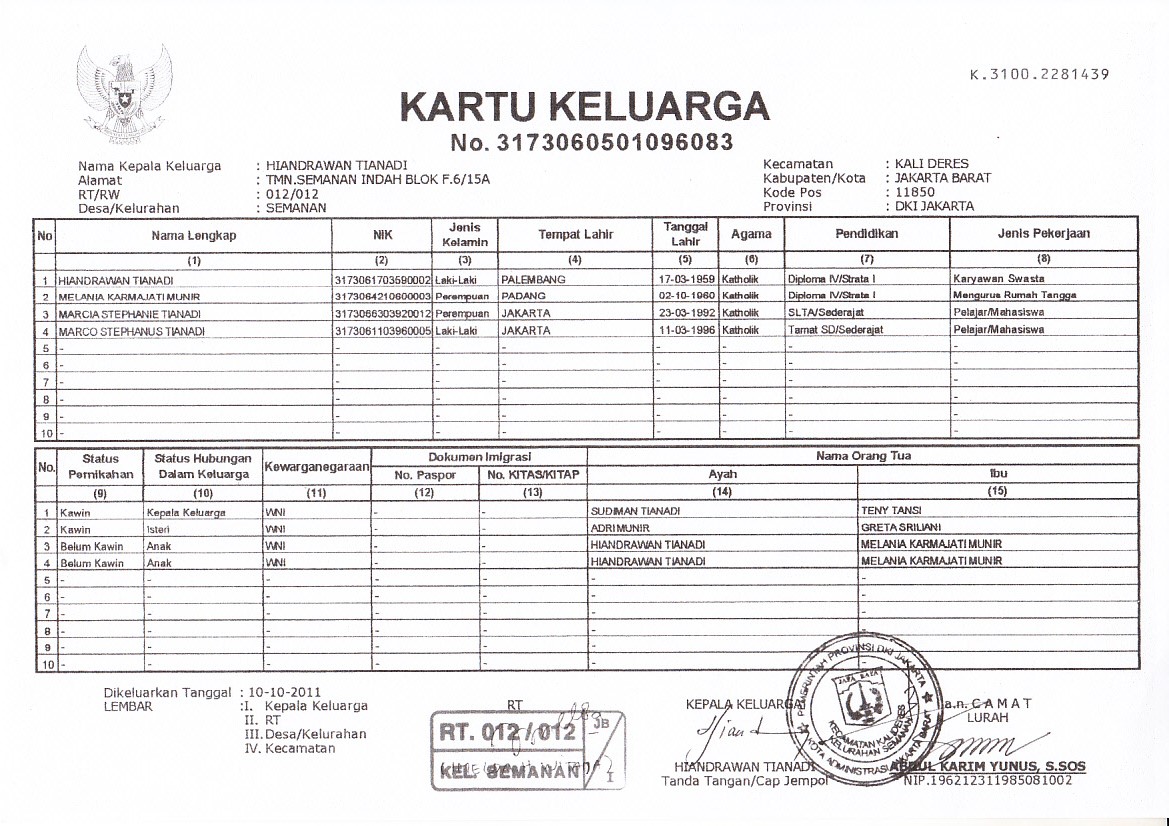 K.3100.2281439
KARTU KELUARGA
No. 3173060501096083
Nama Kepala Keluarga : HIANDRAWAN TIANADI
Alamat : TMN.SEMANAN INDAH BLOK F.6/15A
RT/RW : 012/012
Desa/Kelurahan : SEMANAN
Kecamatan : KALI DERES
Kabupaten/Kota : JAKARTA BARAT
Kode Pos : 11850
Provinsi : DKI JAKARTA
No Nama Lengkap NIK Jenis Kelamin Tempat Lahir Tanggal Lahir Agama Pendidikan Jenis Pekerjaan
(1) (2) (3) (4) (5) (6) (7) (8)
1 HIANDRAWAN TIANADI 3173061703590002 Laki-Laki PALEMBANG 17-03-1959 Katholik Diploma IV/Strata I Karyawan Swasta
2 MELANIA KARMAJATI MUNIR 3173064210600003 Perempuan PADANG 02-10-1960 Katholik Diploma IV/Strata I Mengurus Rumah Tangga
3 MARCIA STEPHANIE TIANADI 3173066303920012 Perempuan JAKARTA 23-03-1992 Katholik SLTA/Sederajat Pelajar/Mahasiswa
4 MARCO STEPHANUS TIANADI 3173061103960005 Laki-Laki JAKARTA 11-03-1996 Katholik Tamat SD/Sederajat Pelajar/Mahasiswa
5 - - - - - - - -
6 - - - - - - - -
7 - - - - - - - -
8 - - - - - - - -
9 - - - - - - - -
10 - - - - - - - -
No. Status Pernikahan Status Hubungan Dalam Keluarga Kewarganegaraan Dokumen Imigrasi Nama Orang Tua
No. Paspor No. KITAS/KITAP Ayah Ibu
(9) (10) (11) (12) (13) (14) (15)
1 Kawin Kepala Keluarga WNI - - SUDIMAN TIANADI TENY TANSI
2 Kawin Isteri WNI - - ADRI MUNIR GRETA SRILIANI
3 Belum Kawin Anak WNI - - HIANDRAWAN TIANADI MELANIA KARMAJATI MUNIR
4 Belum Kawin Anak WNI - - HIANDRAWAN TIANADI MELANIA KARMAJATI MUNIR
5 - - - - - - -
6 - - - - - - -
7 - - - - - - -
8 - - - - - - -
9 - - - - - - -
10 - - - - - - -
Dikeluarkan Tanggal : 10-10-2011
LEMBAR :I. Kepala Keluarga
II. RT
III. Desa/Kelurahan
IV. Kecamatan
RT
RT. 012/012 JB
KEL. SEMANAN I
KEPALA KELUARGA
HIANDRAWAN TIANADI
Tanda Tangan/Cap Jempol
PEMERINTAH PROVINSI DKI JAKARTA
JAYA RAYA
KECAMATAN KALIDERES
KELURAHAN SEMANAN
KOTA ADMINISTRASI JAKARTA BARAT
a.n. C A M A T
LURAH
ABDUL KARIM YUNUS, S.SOS
NIP.196212311985081002